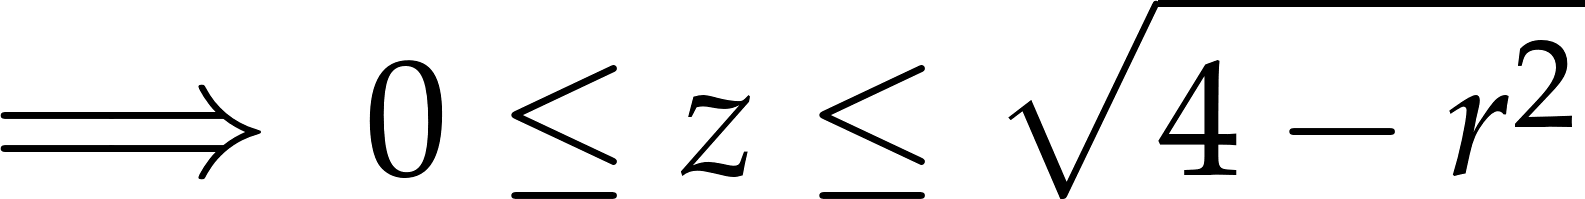 ⟹ 0 ≤ z ≤ √(4 − r²)